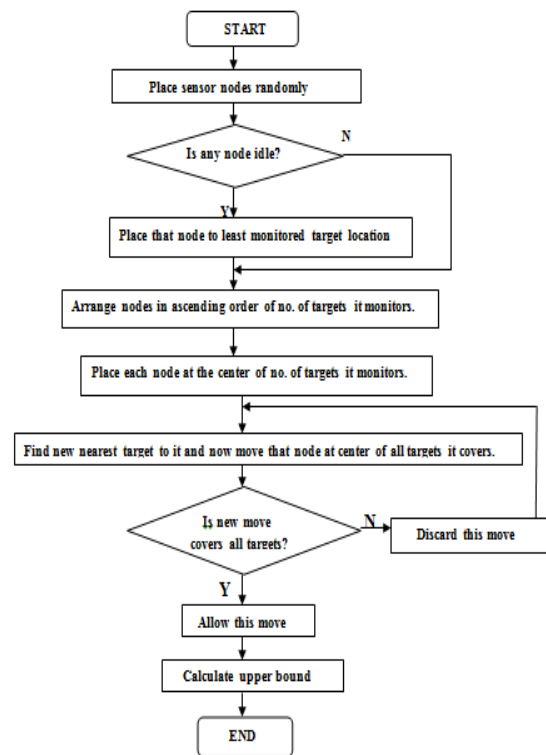 START
Place sensor nodes randomly
N
Is any node idle?
Y
Place that node to least monitored target location
Arrange nodes in ascending order of no. of targets it monitors.
Place each node at the center of no. of targets it monitors.
Find new nearest target to it and now move that node at center of all targets it covers.
Is new move
covers all targets?
N
Discard this move
Y
Allow this move
Calculate upper bound
END